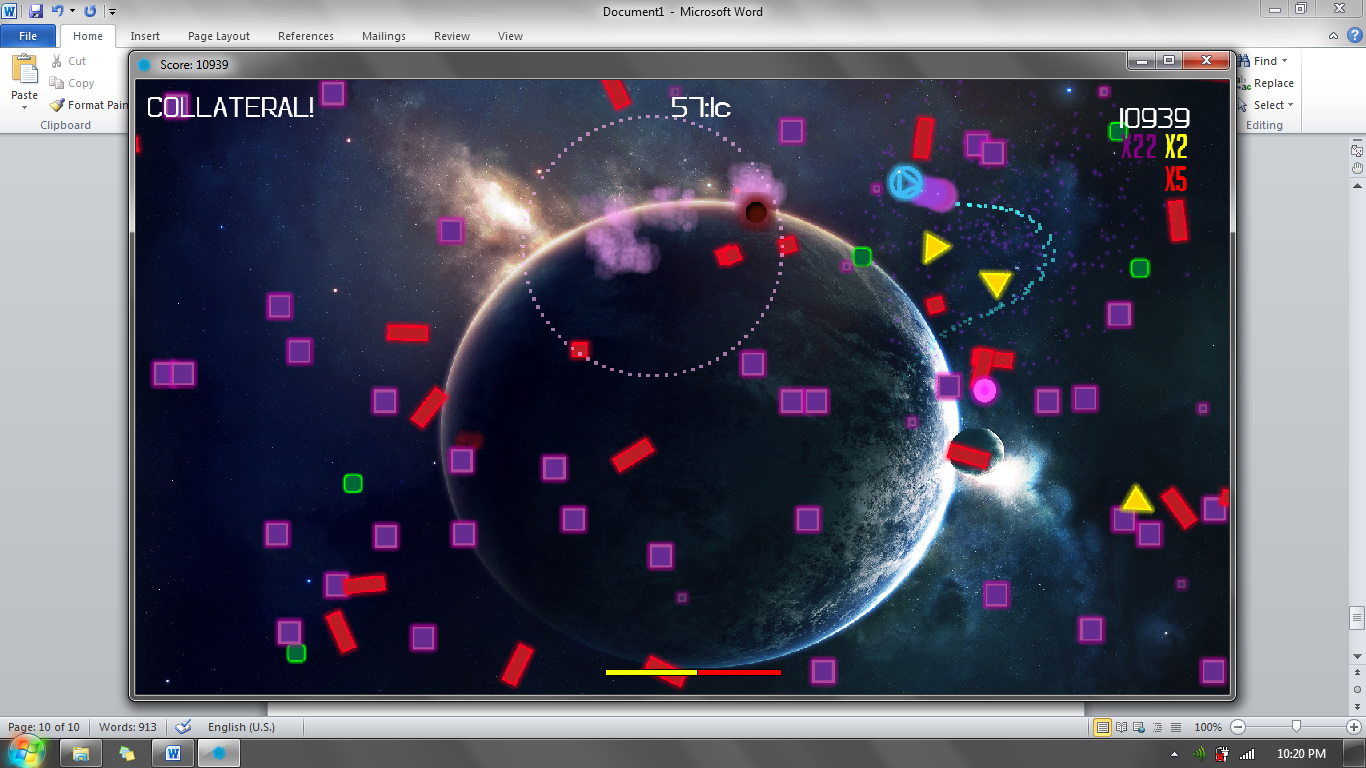 Document1 - Microsoft Word
File Home Insert Page Layout References Mailings Review View
Paste
Cut
Copy
Format Pain
Clipboard
Find
Replace
Select
Editing
Score: 10939
COLLATERAL!
57:1c
10939
X22 X2
X5
Page: 10 of 10 Words: 913 English (U.S.) 100%
10:20 PM